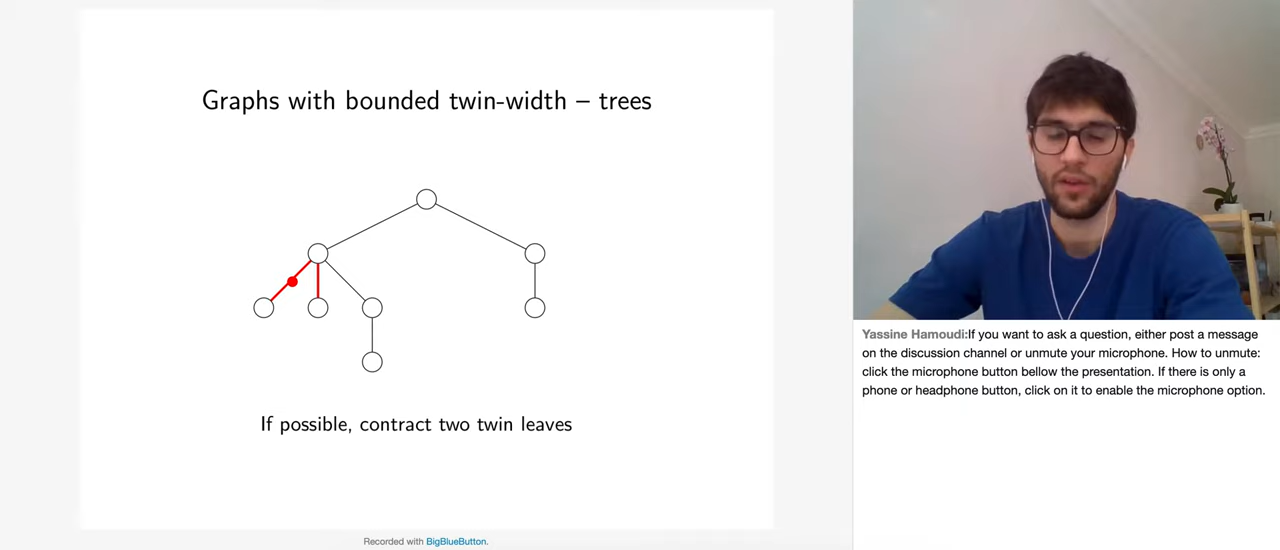 Graphs with bounded twin-width – trees
If possible, contract two twin leaves
Recorded with BigBlueButton.
Yassine Hamoudi:If you want to ask a question, either post a message
on the discussion channel or unmute your microphone. How to unmute:
click the microphone button bellow the presentation. If there is only a
phone or headphone button, click on it to enable the microphone option.